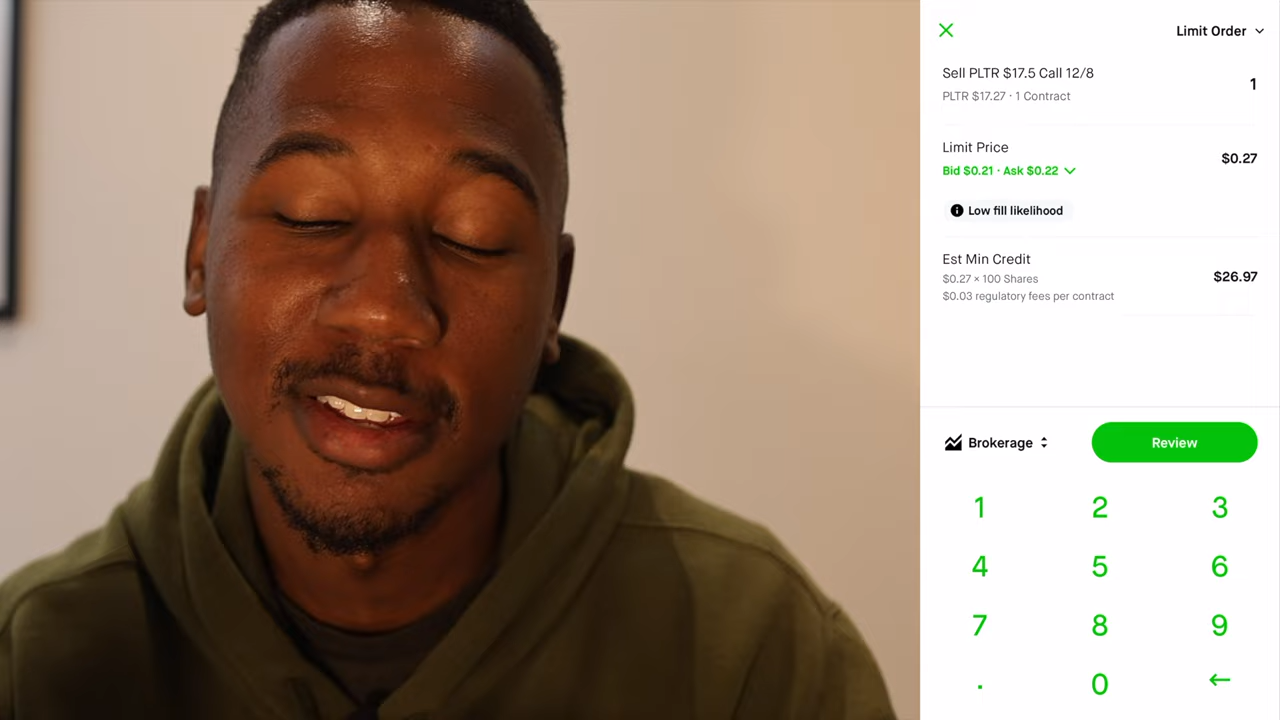 Limit Order
Sell PLTR $17.5 Call 12/8
PLTR $17.27 · 1 Contract
1
Limit Price
Bid $0.21 · Ask $0.22
$0.27
Low fill likelihood
Est Min Credit
$0.27 × 100 Shares
$0.03 regulatory fees per contract
$26.97
Brokerage
Review
1 2 3
4 5 6
7 8 9
. 0